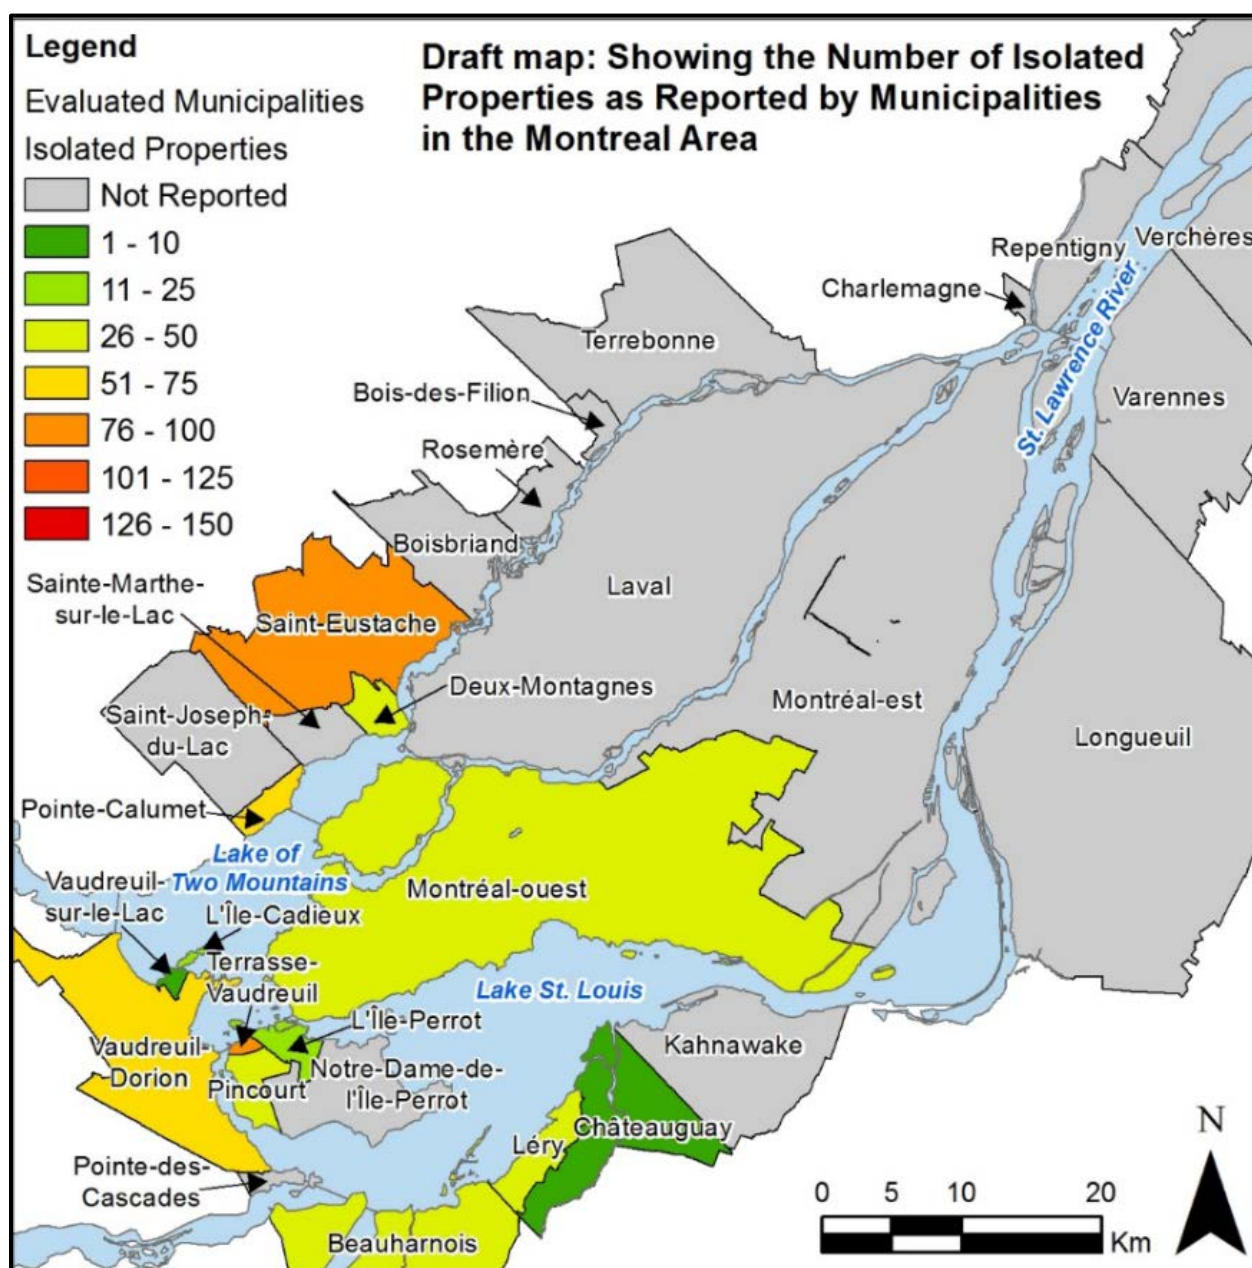 Legend
Evaluated Municipalities
Isolated Properties
Not Reported
1 - 10
11 - 25
26 - 50
51 - 75
76 - 100
101 - 125
126 - 150
Draft map: Showing the Number of Isolated
Properties as Reported by Municipalities
in the Montreal Area
Repentigny
Verchères
Charlemagne
Terrebonne
St. Lawrence River
Bois-des-Filion
Varennes
Rosemère
Boisbriand
Sainte-Marthe-
sur-le-Lac
Laval
Saint-Eustache
Deux-Montagnes
Montréal-est
Saint-Joseph-
du-Lac
Longueuil
Pointe-Calumet
Lake of
Two Mountains
Vaudreuil-
sur-le-Lac
Montréal-ouest
L'Île-Cadieux
Terrasse-
Vaudreuil
Lake St. Louis
L'Île-Perrot
Kahnawake
Vaudreuil-
Dorion
Pincourt
Notre-Dame-de-
l'Île-Perrot
Châteauguay
Léry
Pointe-des-
Cascades
Beauharnois
N
0 5 10 20
Km